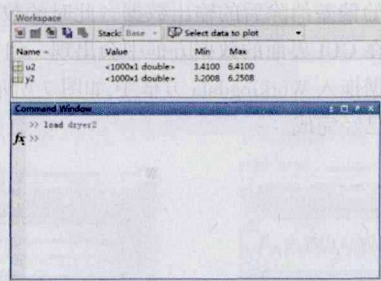 Workspace
Stack: Base
Select data to plot
Name
Value
Min
Max
u2
<1000x1 double>
3.4100
6.4100
y2
<1000x1 double>
3.2008
6.2508
Command Window
>> load dryer2
fx >>